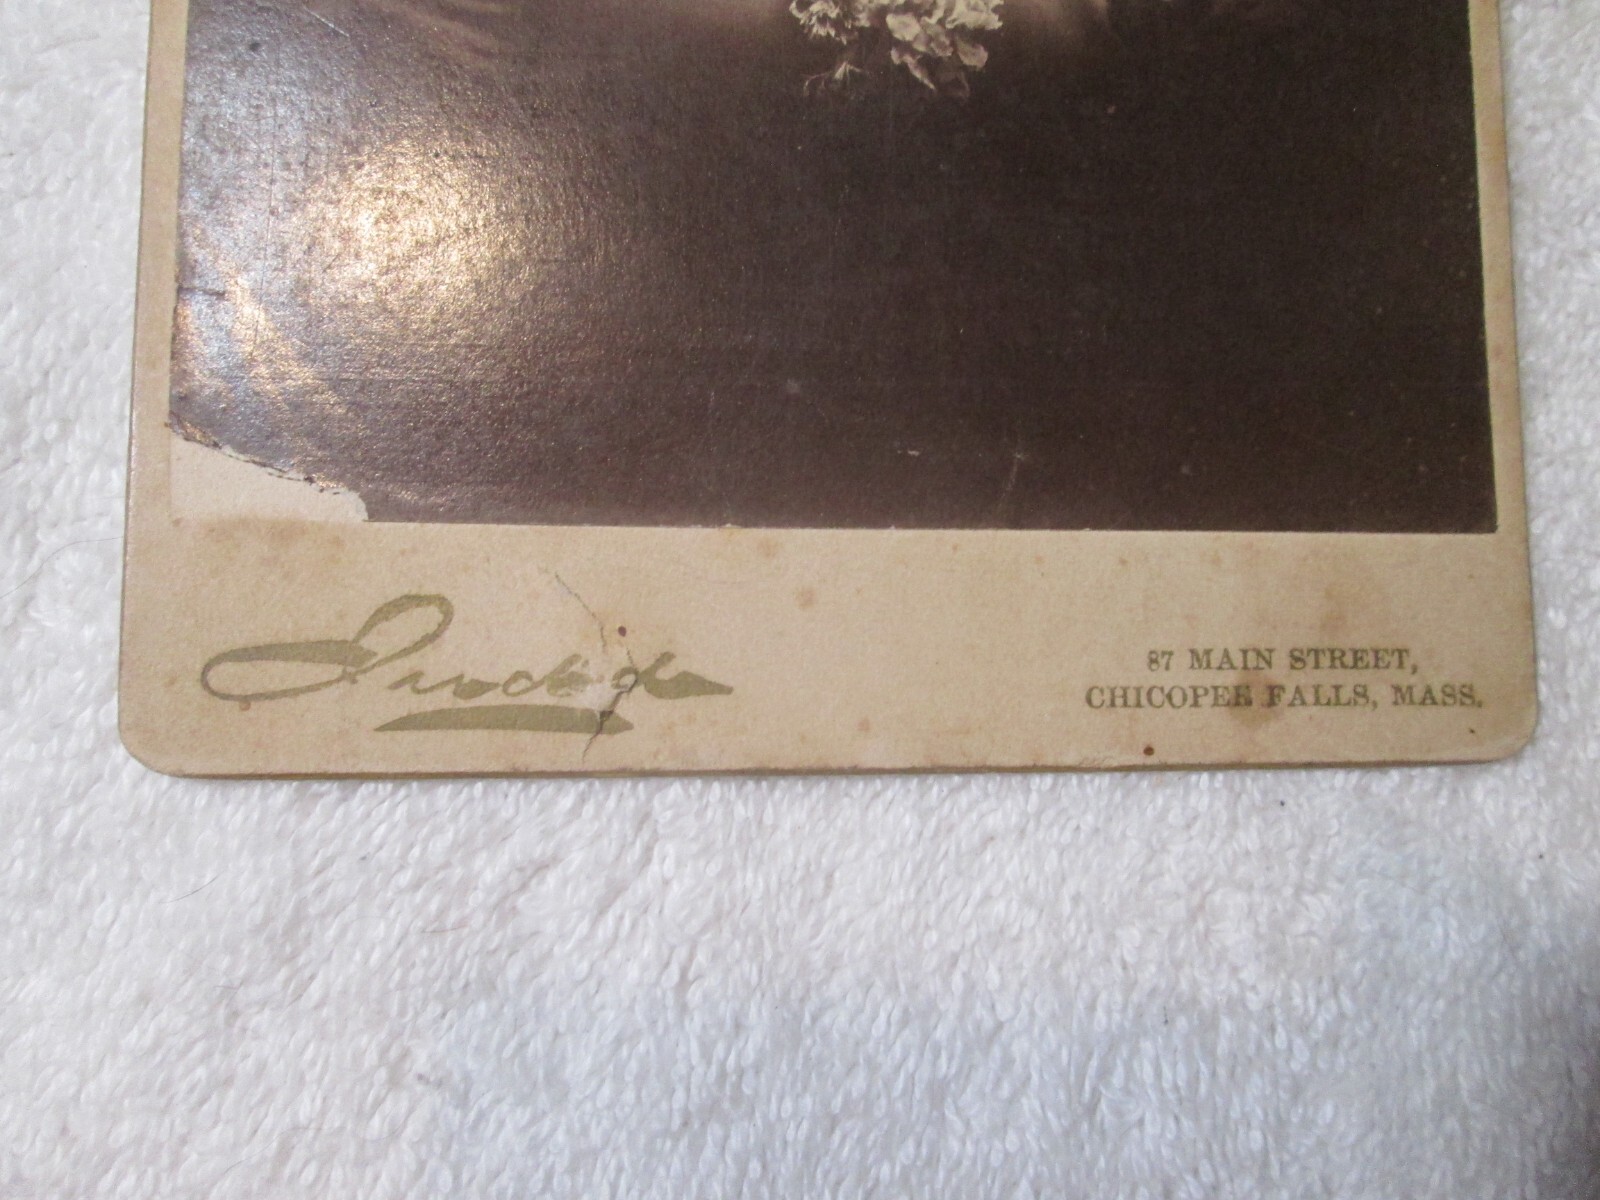 87 MAIN STREET,
CHICOPEE FALLS, MASS.